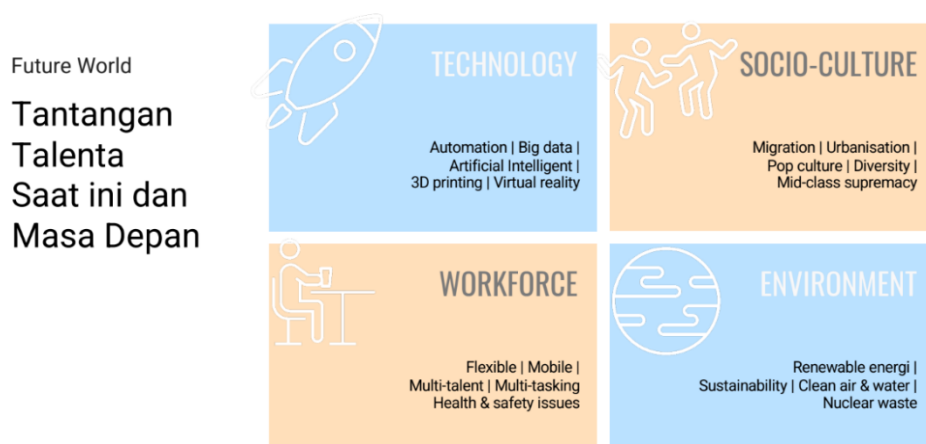 Future World
Tantangan
Talenta
Saat ini dan
Masa Depan
TECHNOLOGY
Automation | Big data |
Artificial Intelligent |
3D printing | Virtual reality
SOCIO-CULTURE
Migration | Urbanisation |
Pop culture | Diversity |
Mid-class supremacy
WORKFORCE
Flexible | Mobile |
Multi-talent | Multi-tasking
Health & safety issues
ENVIRONMENT
Renewable energi |
Sustainability | Clean air & water |
Nuclear waste